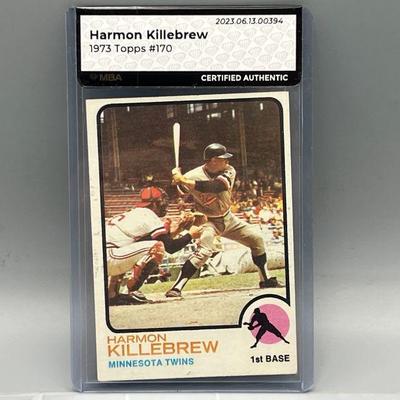 2023.06.13.00394
Harmon Killebrew
1973 Topps #170
MBA
CERTIFIED AUTHENTIC
HARMON
KILLEBREW
MINNESOTA TWINS
1st BASE